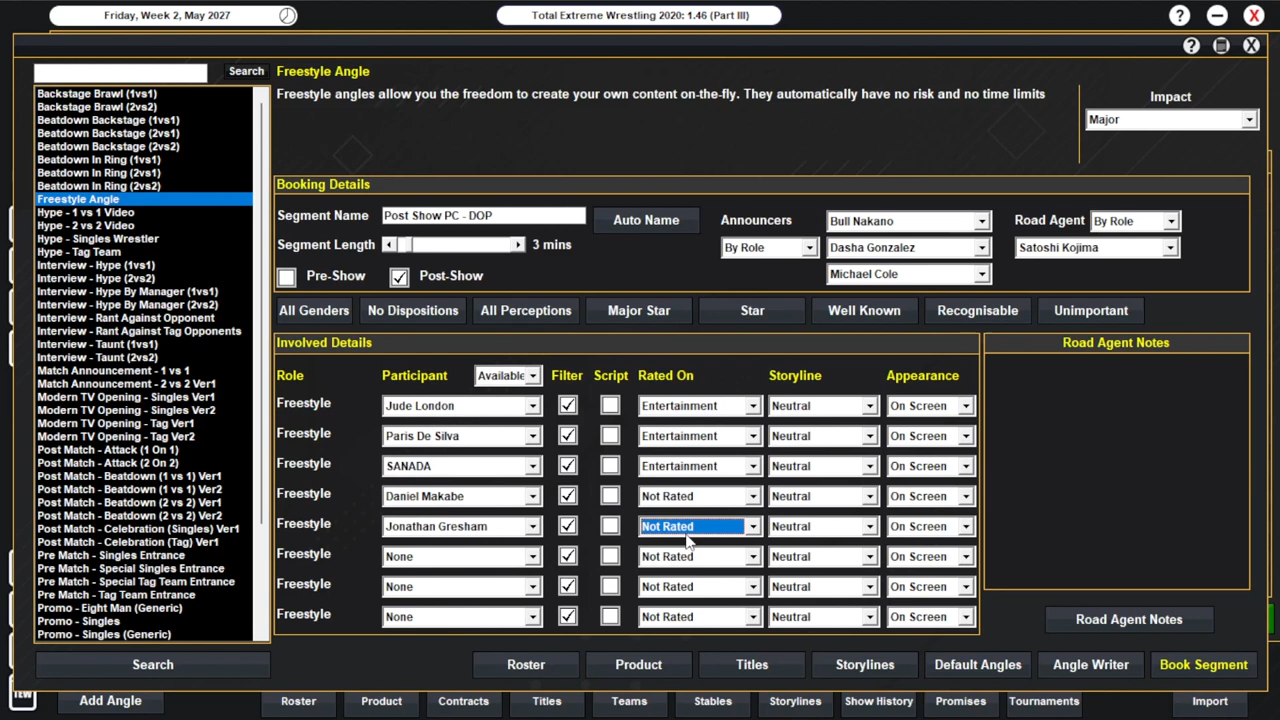 Friday, Week 2, May 2027
Total Extreme Wrestling 2020: 1.46 (Part III)
? X
? X
Search
Freestyle Angle
Freestyle angles allow you the freedom to create your own content on-the-fly. They automatically have no risk and no time limits
Impact
Major
Backstage Brawl (1vs1)
Backstage Brawl (2vs2)
Beatdown Backstage (1vs1)
Beatdown Backstage (2vs1)
Beatdown Backstage (2vs2)
Beatdown In Ring (1vs1)
Beatdown In Ring (2vs1)
Beatdown In Ring (2vs2)
Freestyle Angle
Hype - 1 vs 1 Video
Hype - 2 vs 2 Video
Hype - Singles Wrestler
Hype - Tag Team
Interview - Hype (1vs1)
Interview - Hype (2vs2)
Interview - Hype By Manager (1vs1)
Interview - Hype By Manager (2vs2)
Interview - Rant Against Opponent
Interview - Rant Against Tag Opponents
Interview - Taunt (1vs1)
Interview - Taunt (2vs2)
Match Announcement - 1 vs 1
Match Announcement - 2 vs 2 Ver1
Modern TV Opening - Singles Ver1
Modern TV Opening - Singles Ver2
Modern TV Opening - Tag Ver1
Modern TV Opening - Tag Ver2
Post Match - Attack (1 On 1)
Post Match - Attack (2 On 2)
Post Match - Beatdown (1 vs 1) Ver1
Post Match - Beatdown (1 vs 1) Ver2
Post Match - Beatdown (2 vs 2) Ver1
Post Match - Beatdown (2 vs 2) Ver2
Post Match - Celebration (Singles) Ver1
Post Match - Celebration (Tag) Ver1
Pre Match - Singles Entrance
Pre Match - Special Singles Entrance
Pre Match - Special Tag Team Entrance
Pre Match - Tag Team Entrance
Promo - Eight Man (Generic)
Promo - Singles
Promo - Singles (Generic)
Search
Booking Details
Segment Name Post Show PC - DOP Auto Name Announcers Bull Nakano Road Agent By Role
Segment Length 3 mins By Role Dasha Gonzalez Satoshi Kojima
Pre-Show Post-Show Michael Cole
All Genders No Dispositions All Perceptions Major Star Star Well Known Recognisable Unimportant
Involved Details Road Agent Notes
Role Participant Available Filter Script Rated On Storyline Appearance
Freestyle Jude London Entertainment Neutral On Screen
Freestyle Paris De Silva Entertainment Neutral On Screen
Freestyle SANADA Entertainment Neutral On Screen
Freestyle Daniel Makabe Not Rated Neutral On Screen
Freestyle Jonathan Gresham Not Rated Neutral On Screen
Freestyle None Not Rated Neutral On Screen
Freestyle None Not Rated Neutral On Screen
Freestyle None Not Rated Neutral On Screen
Road Agent Notes
Roster Product Titles Storylines Default Angles Angle Writer Book Segment
Add Angle Roster Product Contracts Titles Teams Stables Storylines Show History Promises Tournaments Import